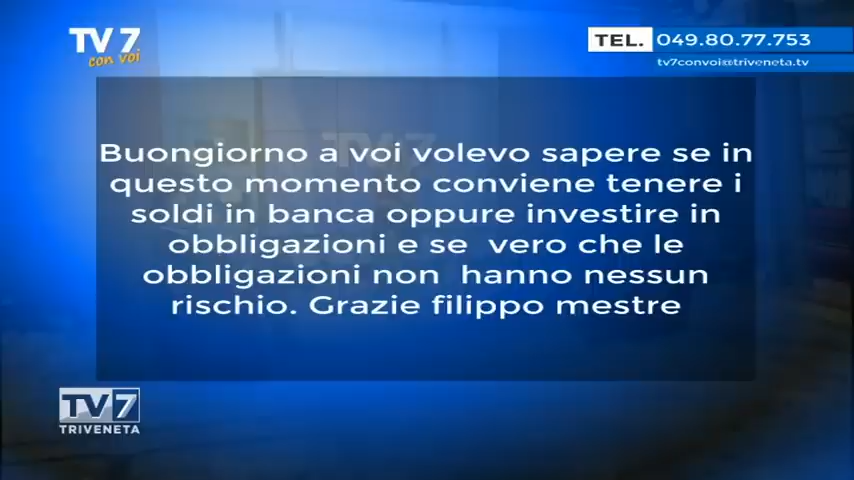 TV7
con voi
TEL. 049.80.77.753
tv7convoi@triveneta.tv
Buongiorno a voi volevo sapere se in
questo momento conviene tenere i
soldi in banca oppure investire in
obbligazioni e se  vero che le
obbligazioni non  hanno nessun
rischio. Grazie filippo mestre
TV7
TRIVENETA